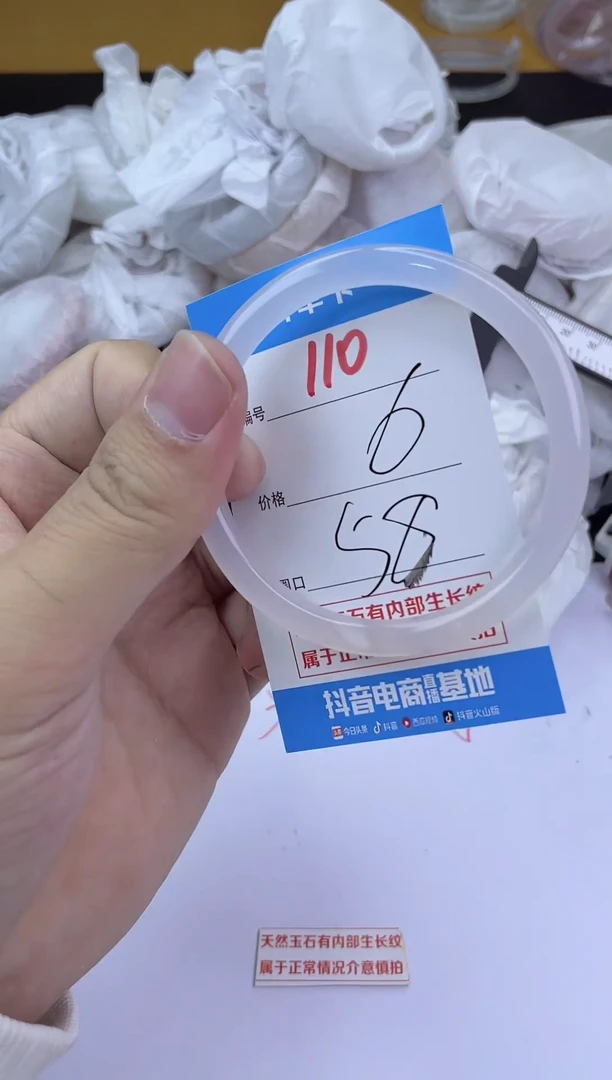 110
编号
6
价格
58
圈口
玉石有内部生长纹
属于正
抖音电商直播基地
今日头条 抖音 西瓜视频 抖音火山版
天然玉石有内部生长纹
属于正常情况介意慎拍